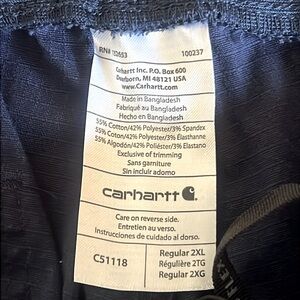 100237
Carhartt Inc. P.O. Box 600
Dearborn, MI 48121 USA
www.Carhartt.com
Made in Bangladesh
Fabriqué au Bangladesh
Hecho en Bangladesh
55% Cotton/42% Polyester/3% Spandex
55% Coton/42% Polyester/3% Élasthanne
55% Algodón/42% Poliéster/3% Elastano
Exclusive of trimming
Sans garniture
Sin incluir adorno
carhartt
Care on reverse side.
Entretien au verso.
Instrucciones de cuidado al dorso.
C51118
Regular 2XL
Régulière 2TG
Regular 2XG